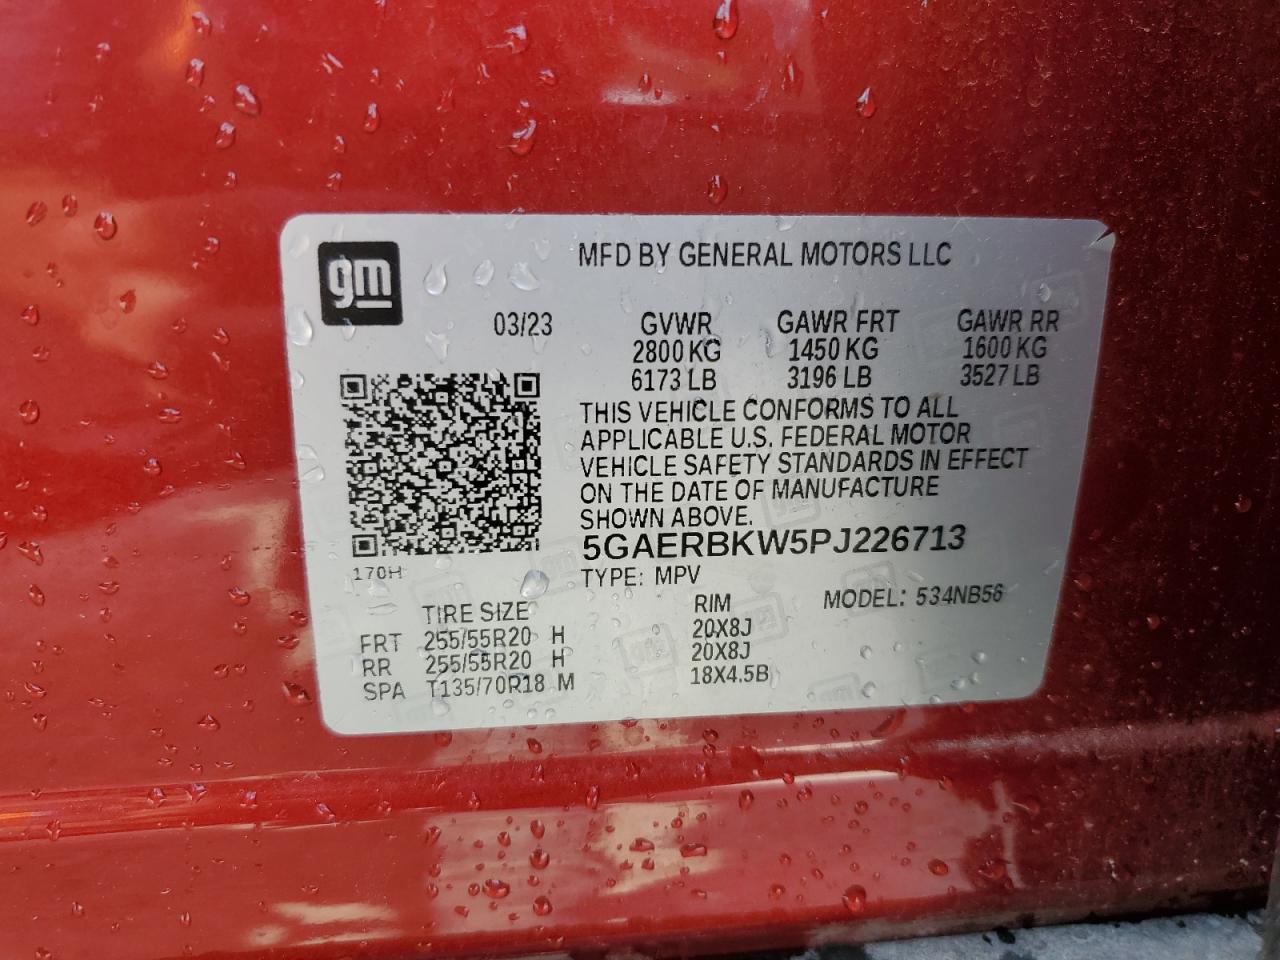 gm
MFD BY GENERAL MOTORS LLC
03/23 GVWR GAWR FRT GAWR RR
2800 KG 1450 KG 1600 KG
6173 LB 3196 LB 3527 LB
THIS VEHICLE CONFORMS TO ALL
APPLICABLE U.S. FEDERAL MOTOR
VEHICLE SAFETY STANDARDS IN EFFECT
ON THE DATE OF MANUFACTURE
SHOWN ABOVE.
5GAERBKW5PJ226713
170H TYPE: MPV
MODEL: 534NB56
TIRE SIZE RIM
FRT 255/55R20 H 20X8J
RR 255/55R20 H 20X8J
SPA T135/70R18 M 18X4.5B